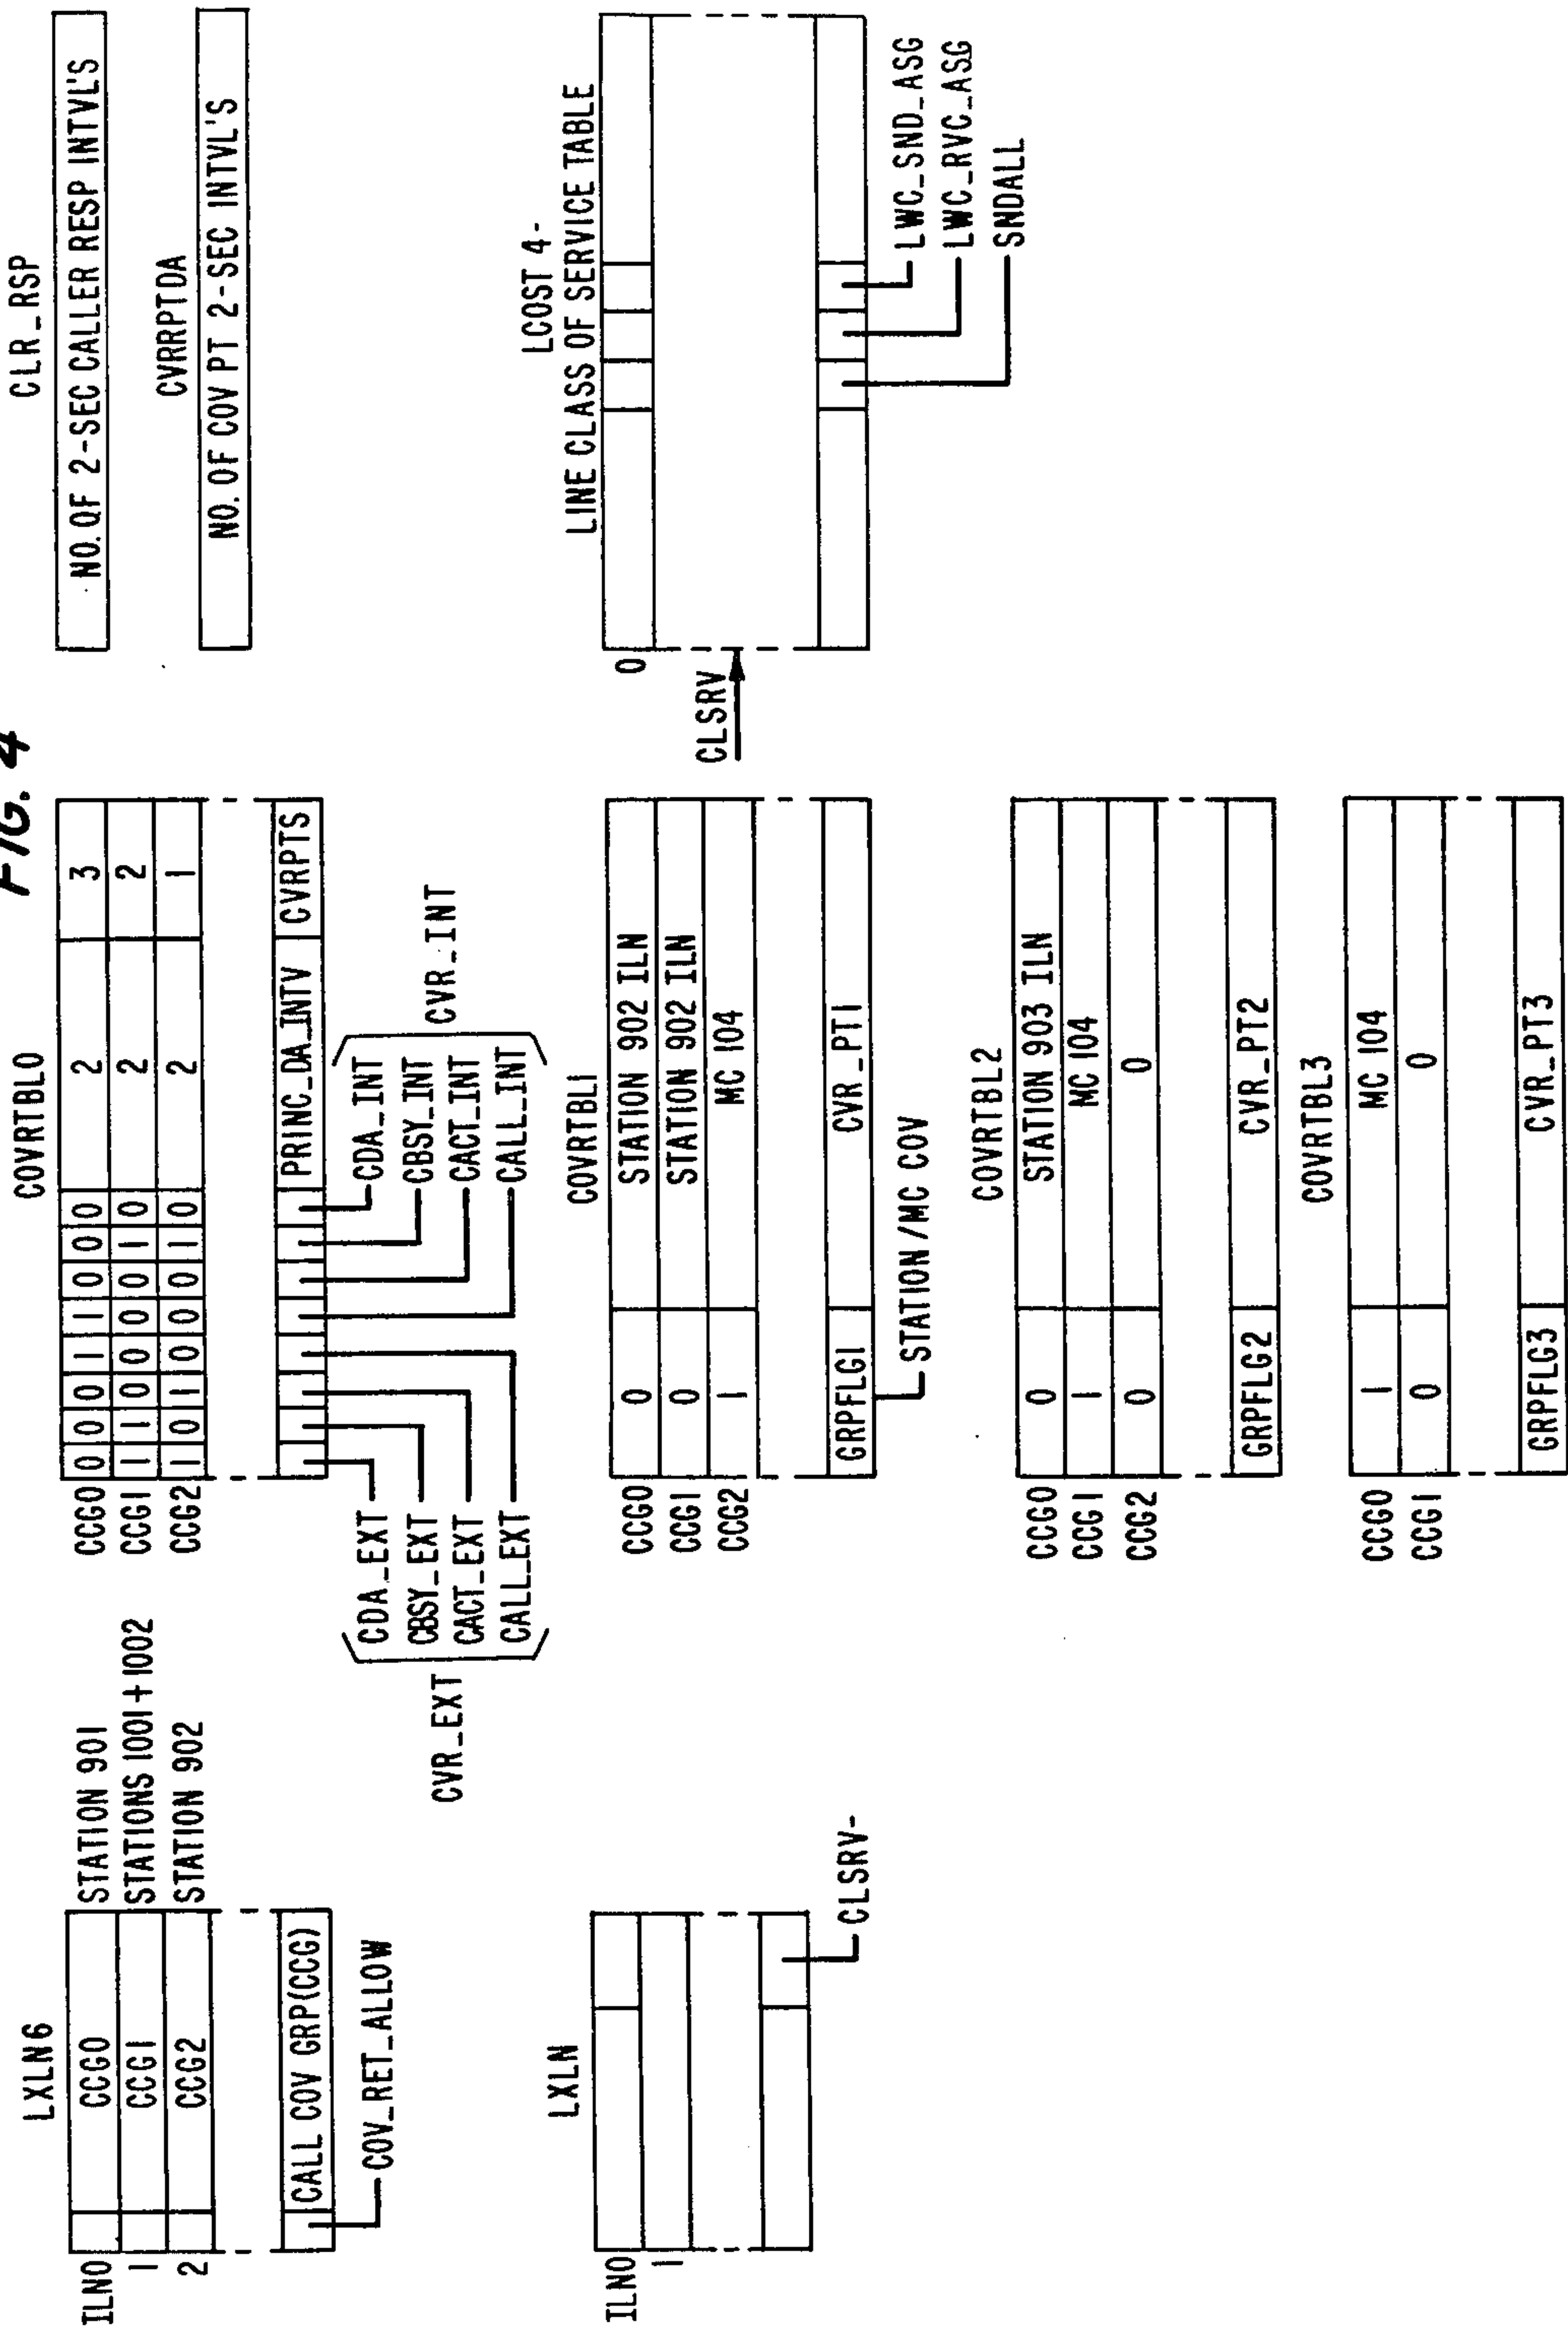 FIG. 4
LXLN6
ILN0 CCG0 STATION 901
1 CCG1 STATIONS 1001+1002
2 CCG2 STATION 902
CALL COV GRP(CCG)
COV_RET_ALLOW
LXLN
ILN0
1
CLSRV-
COVRTBL0
CCG0 0 0 0 1 1 0 0 0 2 3
CCG1 1 1 0 0 0 0 1 0 2 2
CCG2 1 0 1 0 0 0 1 0 2 1
PRINC_DA_INTV CVRPTS
CDA_EXT
CBSY_EXT
CACT_EXT
CALL_EXT
CVR_EXT
CDA_INT
CBSY_INT
CACT_INT
CALL_INT
CVR_INT
COVRTBL1
CCG0 0 STATION 902 ILN
CCG1 0 STATION 902 ILN
CCG2 1 MC 104
GRPFLG1 CVR_PT1
STATION/MC COV
COVRTBL2
CCG0 0 STATION 903 ILN
CCG1 1 MC 104
CCG2 0 0
GRPFLG2 CVR_PT2
COVRTBL3
CCG0 1 MC 104
CCG1 0 0
GRPFLG3 CVR_PT3
CLR_RSP
NO. OF 2-SEC CALLER RESP INTVL'S
CVRRPTDA
NO. OF COV PT 2-SEC INTVL'S
LCOST 4-
LINE CLASS OF SERVICE TABLE
0
CLSRV
LWC_SND_ASG
LWC_RVC_ASG
SNDALL